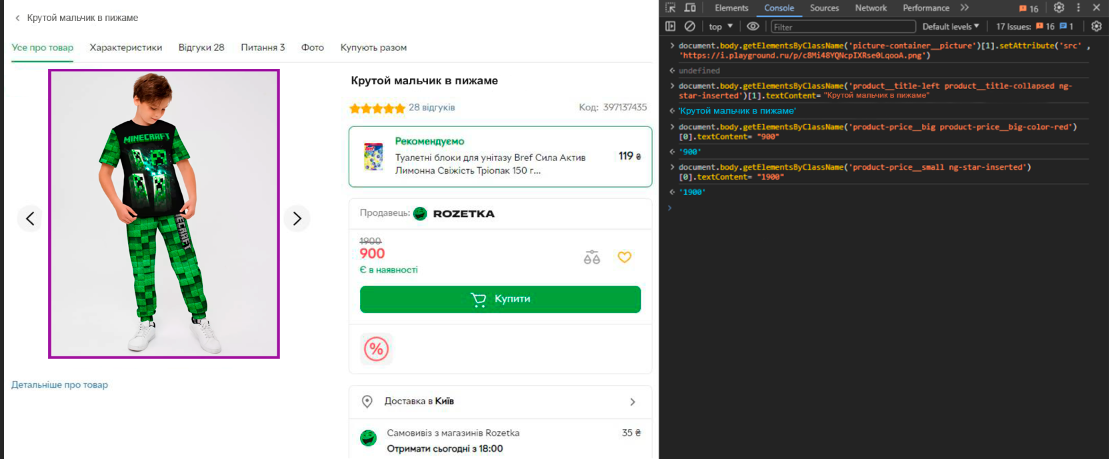 Крутой мальчик в пижаме
Усе про товар Характеристики Відгуки 28 Питання 3 Фото Купують разом
MINECRAFT
Крутой мальчик в пижаме
28 відгуків Код: 397137435
Рекомендуємо
Туалетні блоки для унітазу Bref Сила Актив
Лимонна Свіжість Тріопак 150 г...
119 ₴
Продавець: ROZETKA
1900
900
Є в наявності
Купити
%
Детальніше про товар
Доставка в Київ
Самовивіз з магазинів Rozetka 35 ₴
Отримати сьогодні з 18:00
Elements Console Sources Network Performance >> 16
top Filter Default levels 17 Issues: 16 1
> document.body.getElementsByClassName('picture-container__picture')[1].setAttribute('src' ,
'https://i.playground.ru/p/cBMi48YQNcpIXRse0LqooA.png')
undefined
> document.body.getElementsByClassName('product__title-left product__title-collapsed ng-
star-inserted')[1].textContent= "Крутой мальчик в пижаме"
'Крутой мальчик в пижаме'
> document.body.getElementsByClassName('product-price__big product-price__big-color-red')
[0].textContent= "900"
'900'
> document.body.getElementsByClassName('product-price__small ng-star-inserted')
[0].textContent= "1900"
'1900'
>